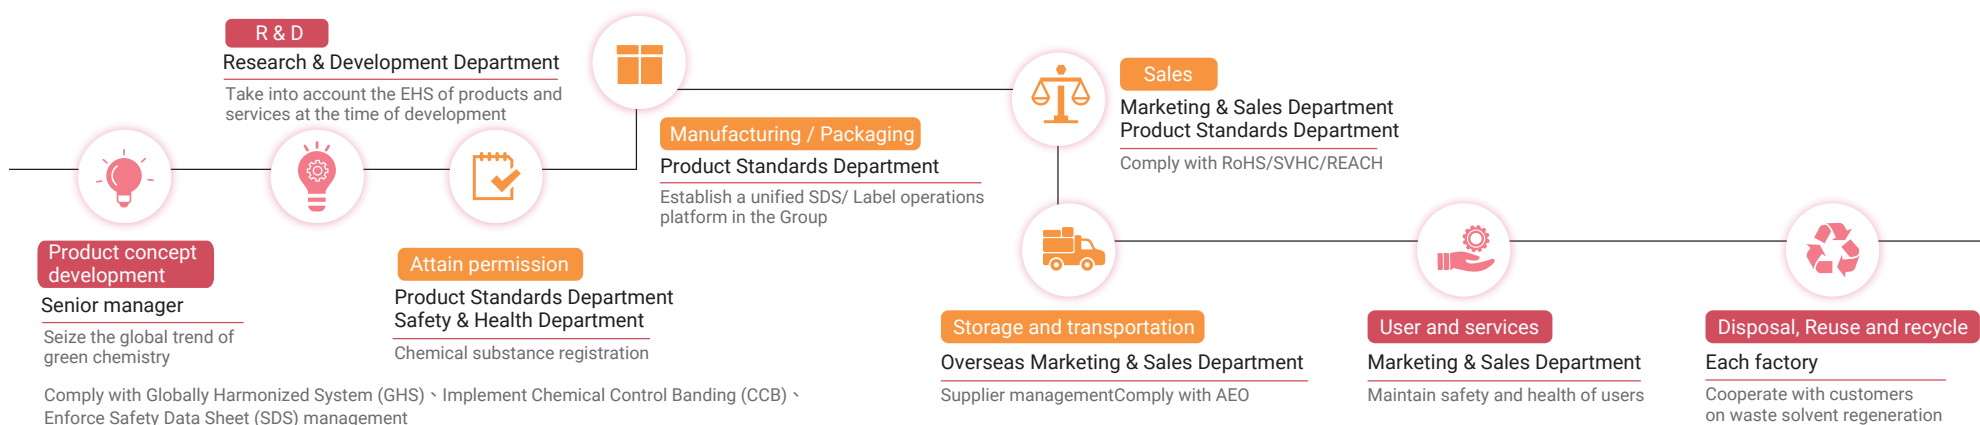 R & D
Research & Development Department
Take into account the EHS of products and
services at the time of development
Product concept
development
Senior manager
Seize the global trend of
green chemistry
Attain permission
Product Standards Department
Safety & Health Department
Chemical substance registration
Comply with Globally Harmonized System (GHS)、Implement Chemical Control Banding (CCB)、
Enforce Safety Data Sheet (SDS) management
Manufacturing / Packaging
Product Standards Department
Establish a unified SDS/ Label operations
platform in the Group
Sales
Marketing & Sales Department
Product Standards Department
Comply with RoHS/SVHC/REACH
Storage and transportation
Overseas Marketing & Sales Department
Supplier managementComply with AEO
User and services
Marketing & Sales Department
Maintain safety and health of users
Disposal, Reuse and recycle
Each factory
Cooperate with customers
on waste solvent regeneration